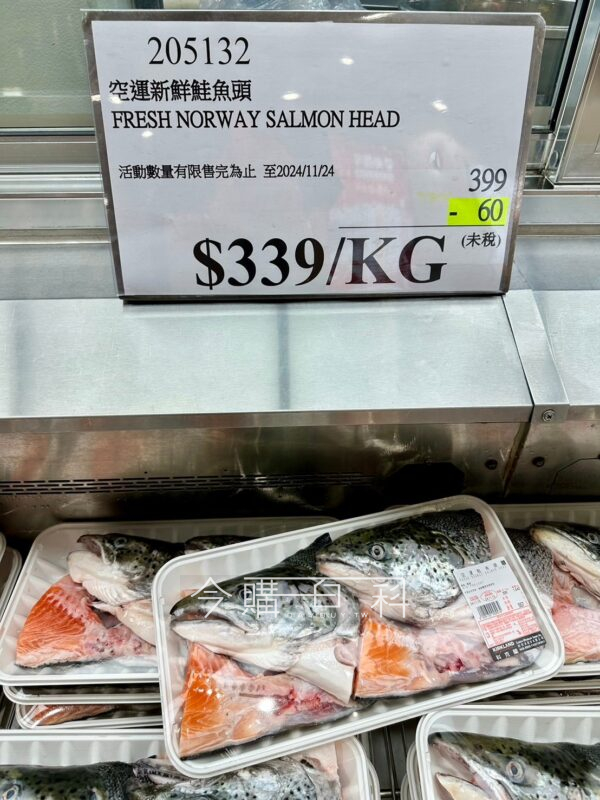 205132
空運新鮮鮭魚頭
FRESH NORWAY SALMON HEAD
活動數量有限售完為止 至2024/11/24
399
- 60
$339/KG
(未稅)
KIRKLAND